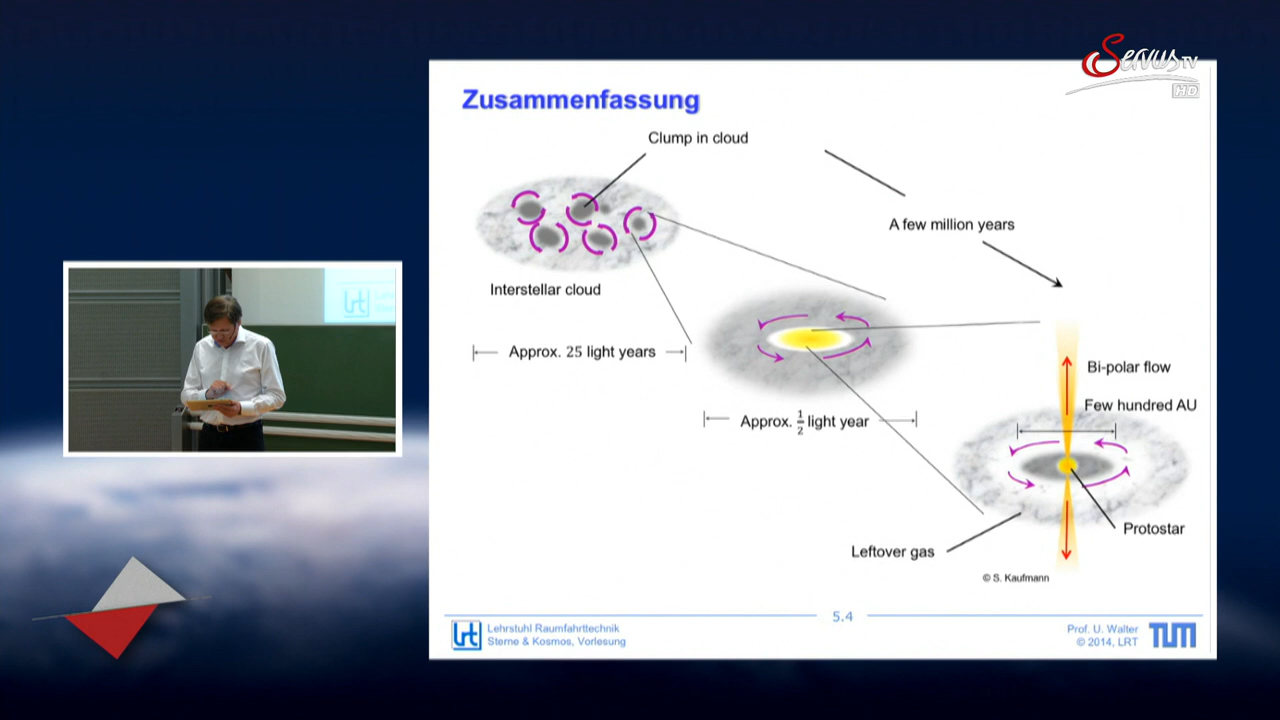 Servus TV
HD
Zusammenfassung
Clump in cloud
A few million years
Interstellar cloud
Approx. 25 light years
Bi-polar flow
Few hundred AU
Approx. 1/2 light year
Protostar
Leftover gas
© S. Kaufmann
5.4
lrt
Lehrstuhl Raumfahrttechnik
Sterne & Kosmos, Vorlesung
Prof. U. Walter
© 2014, LRT
TUM
lrt